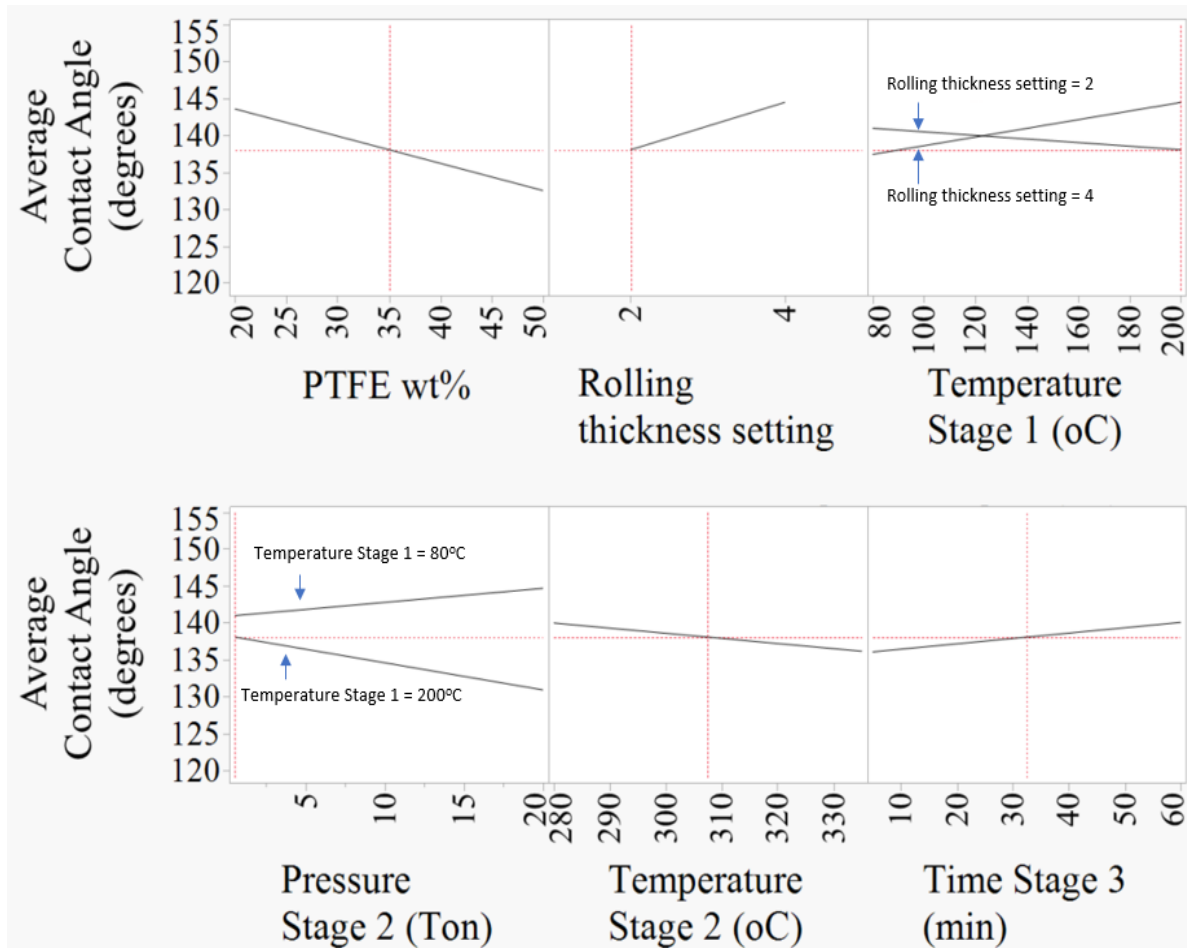 Average
Contact Angle
(degrees)
155
150
145
140
135
130
125
120
Rolling thickness setting = 2
Rolling thickness setting = 4
20
25
30
35
40
45
50
2
4
80
100
120
140
160
180
200
PTFE wt%
Rolling
thickness setting
Temperature
Stage 1 (oC)
Average
Contact Angle
(degrees)
155
150
145
140
135
130
125
120
Temperature Stage 1 = 80ºC
Temperature Stage 1 = 200ºC
5
10
15
20
280
290
300
310
320
330
10
20
30
40
50
60
Pressure
Stage 2 (Ton)
Temperature
Stage 2 (oC)
Time Stage 3
(min)